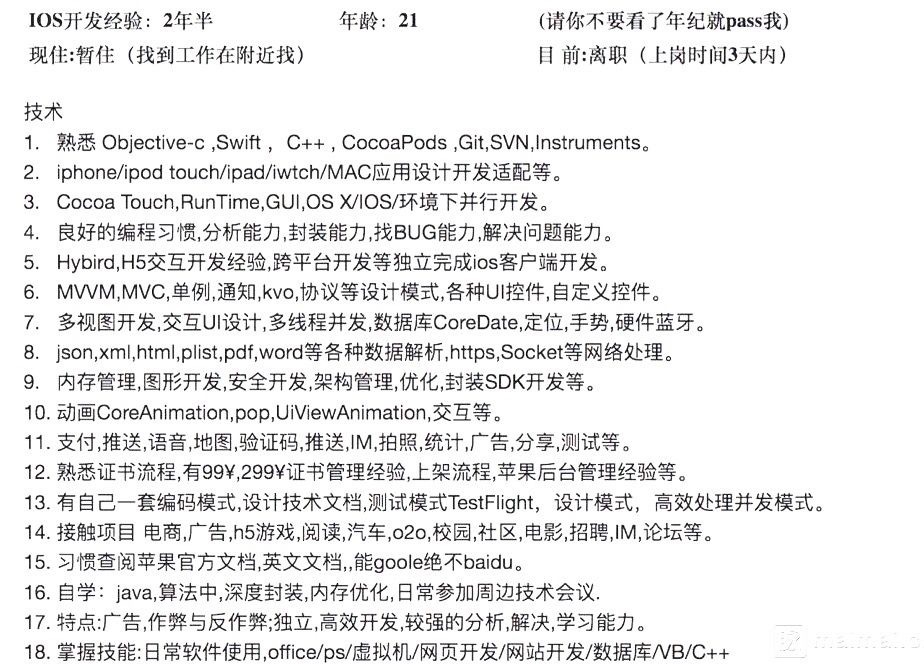 IOS开发经验：2年半 年龄：21 (请你不要看了年纪就pass我)
现住:暂住（找到工作在附近找） 目 前:离职（上岗时间3天内）
技术
1. 熟悉 Objective-c ,Swift ，C++ , CocoaPods ,Git,SVN,Instruments。
2. iphone/ipod touch/ipad/iwtch/MAC应用设计开发适配等。
3. Cocoa Touch,RunTime,GUI,OS X/IOS/环境下并行开发。
4. 良好的编程习惯,分析能力,封装能力,找BUG能力,解决问题能力。
5. Hybird,H5交互开发经验,跨平台开发等独立完成ios客户端开发。
6. MVVM,MVC,单例,通知,kvo,协议等设计模式,各种UI控件,自定义控件。
7. 多视图开发,交互UI设计,多线程并发,数据库CoreDate,定位,手势,硬件蓝牙。
8. json,xml,html,plist,pdf,word等各种数据解析,https,Socket等网络处理。
9. 内存管理,图形开发,安全开发,架构管理,优化,封装SDK开发等。
10. 动画CoreAnimation,pop,UiViewAnimation,交互等。
11. 支付,推送,语音,地图,验证码,推送,IM,拍照,统计,广告,分享,测试等。
12. 熟悉证书流程,有99¥,299¥证书管理经验,上架流程,苹果后台管理经验等。
13. 有自己一套编码模式,设计技术文档,测试模式TestFlight，设计模式，高效处理并发模式。
14. 接触项目 电商,广告,h5游戏,阅读,汽车,o2o,校园,社区,电影,招聘,IM,论坛等。
15. 习惯查阅苹果官方文档,英文文档,,能goole绝不baidu。
16. 自学：java,算法中,深度封装,内存优化,日常参加周边技术会议.
17. 特点:广告,作弊与反作弊;独立,高效开发,较强的分析,解决,学习能力。
18. 掌握技能:日常软件使用,office/ps/虚拟机/网页开发/网站开发/数据库/VB/C++